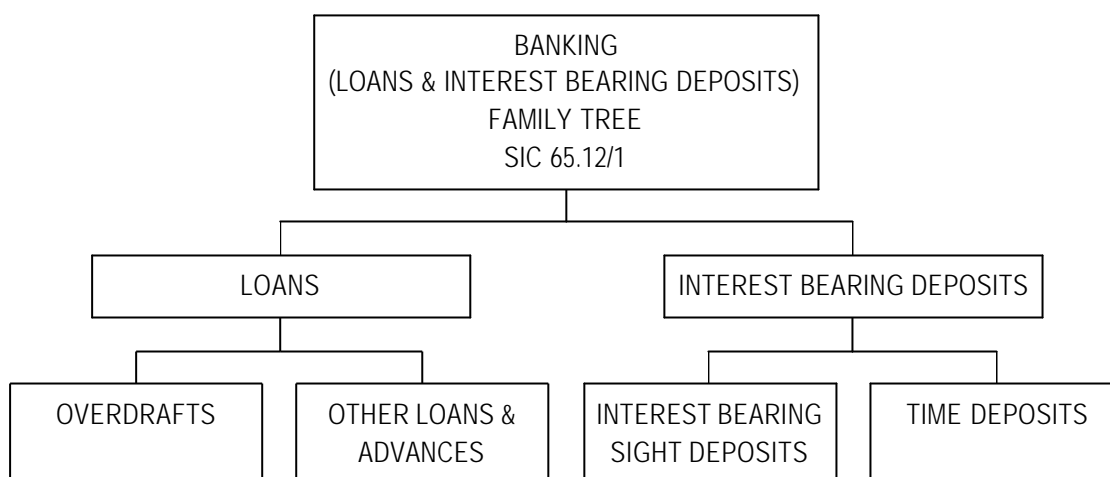 BANKING
(LOANS & INTEREST BEARING DEPOSITS)
FAMILY TREE
SIC 65.12/1
LOANS
INTEREST BEARING DEPOSITS
OVERDRAFTS
OTHER LOANS &
ADVANCES
INTEREST BEARING
SIGHT DEPOSITS
TIME DEPOSITS